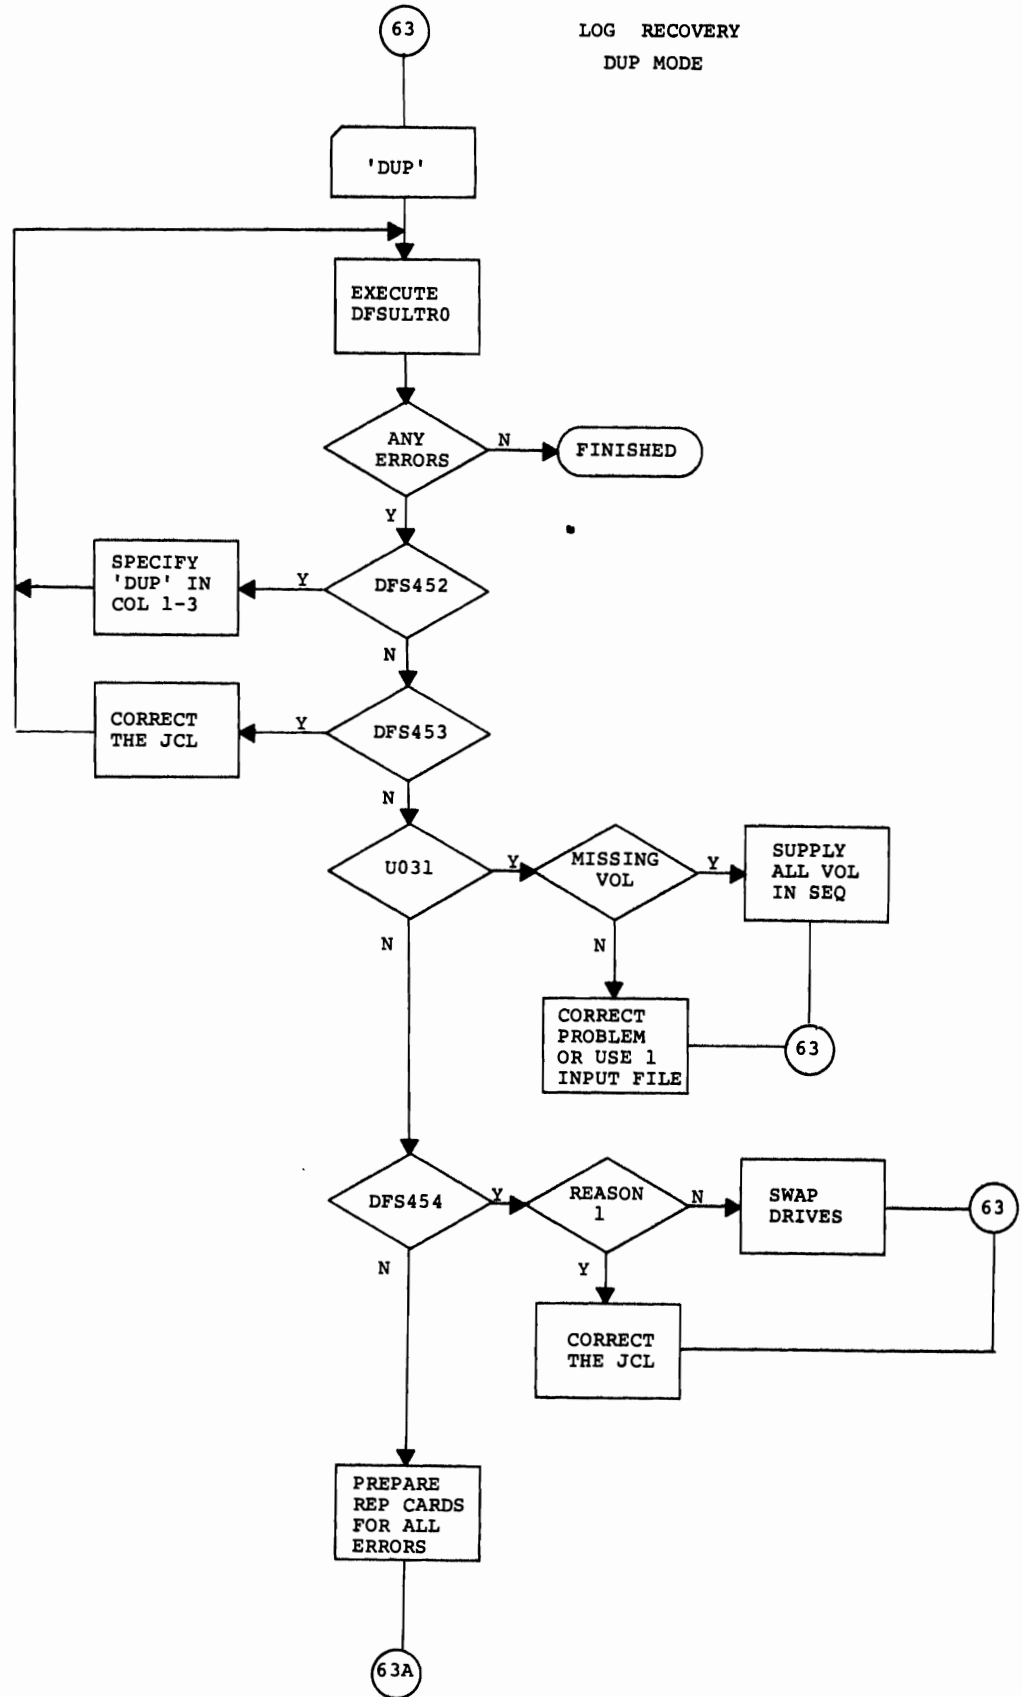 63
LOG RECOVERY
DUP MODE
'DUP'
EXECUTE
DFSULTR0
ANY
ERRORS
N
FINISHED
Y
SPECIFY
'DUP' IN
COL 1-3
Y
DFS452
N
CORRECT
THE JCL
Y
DFS453
N
U031
Y
MISSING
VOL
Y
SUPPLY
ALL VOL
IN SEQ
N
N
CORRECT
PROBLEM
OR USE 1
INPUT FILE
63
DFS454
Y
REASON
1
N
SWAP
DRIVES
63
N
Y
CORRECT
THE JCL
PREPARE
REP CARDS
FOR ALL
ERRORS
63A